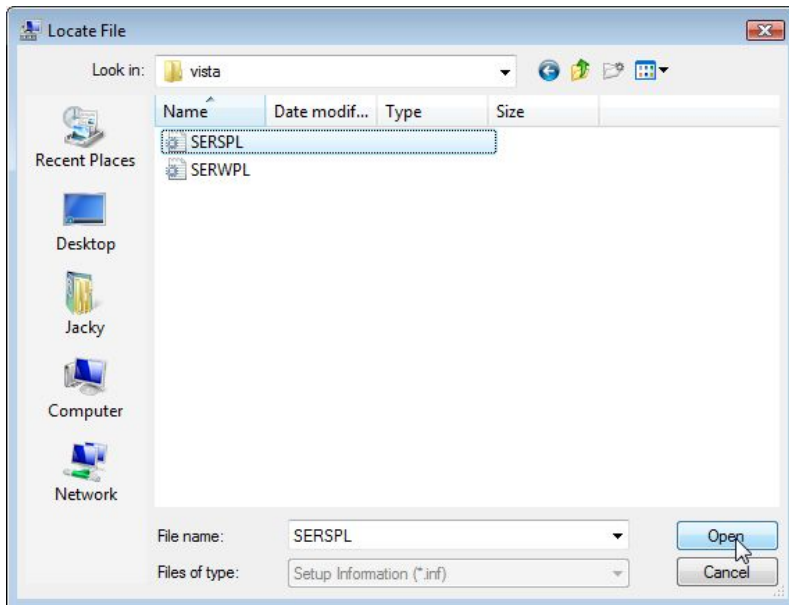 Locate File
Look in: vista
Name Date modif... Type Size
SERSPL
SERWPL
Recent Places
Desktop
Jacky
Computer
Network
File name: SERSPL Open
Files of type: Setup Information (*.inf) Cancel